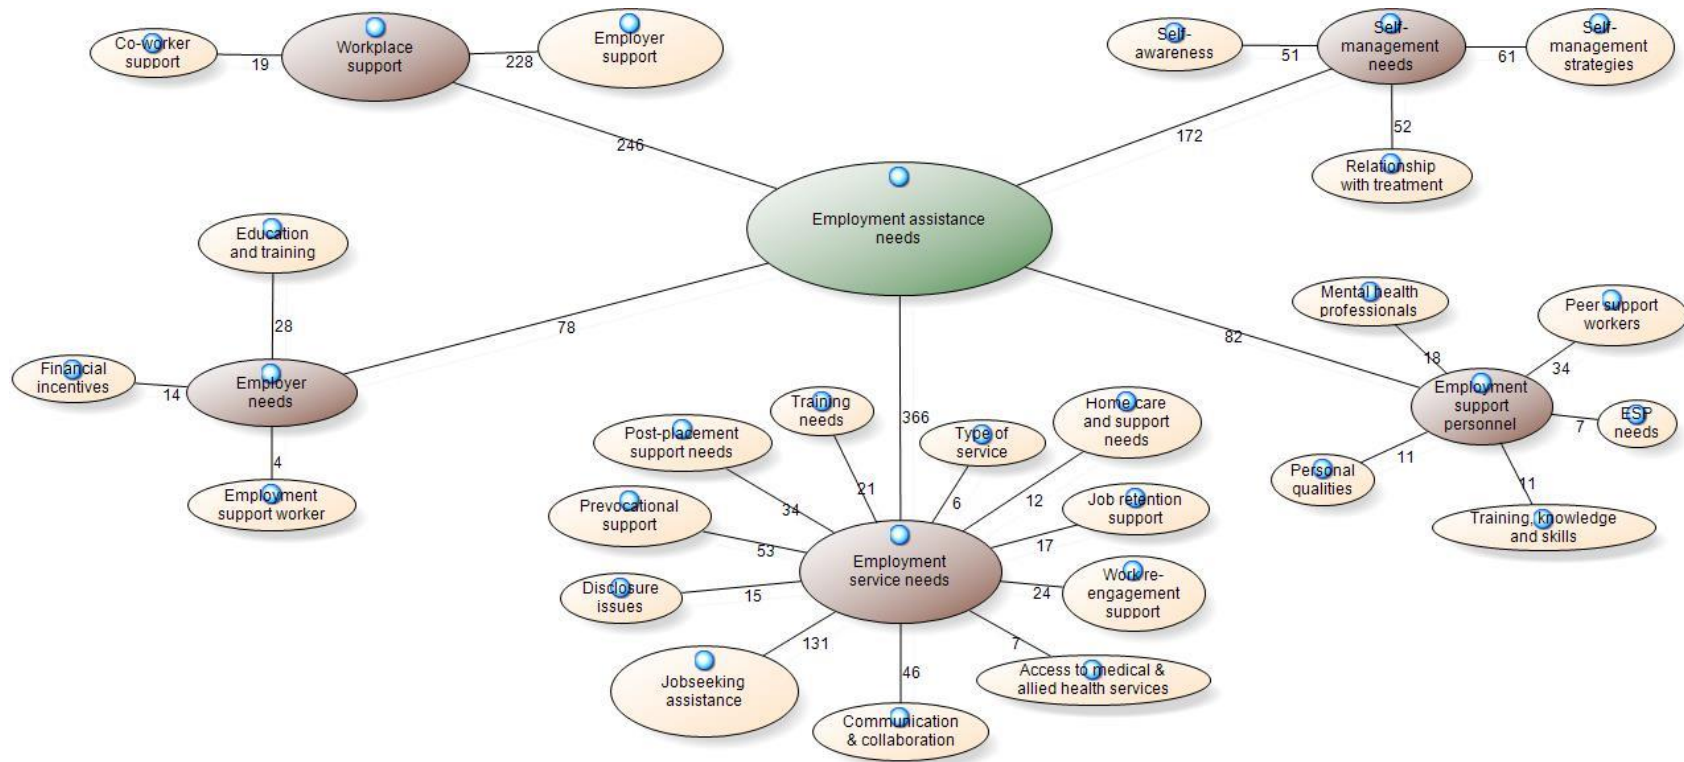 Co-worker
support
19
Workplace
support
228
Employer
support
246
Self-
awareness
51
Self-
management
needs
61
Self-
management
strategies
52
Relationship
with treatment
172
Employment assistance
needs
Education
and training
28
Financial
incentives
14
Employer
needs
4
Employment
support worker
78
366
82
Mental health
professionals
18
Peer support
workers
34
Employment
support
personnel
7
ESP
needs
11
Personal
qualities
11
Training, knowledge
and skills
Training
needs
21
Post-placement
support needs
34
Prevocational
support
53
Disclosure
issues
15
Type of
service
6
Home care
and support
needs
12
Job retention
support
17
Employment
service needs
Work re-
engagement
support
24
131
Jobseeking
assistance
46
Communication
& collaboration
7
Access to medical &
allied health services